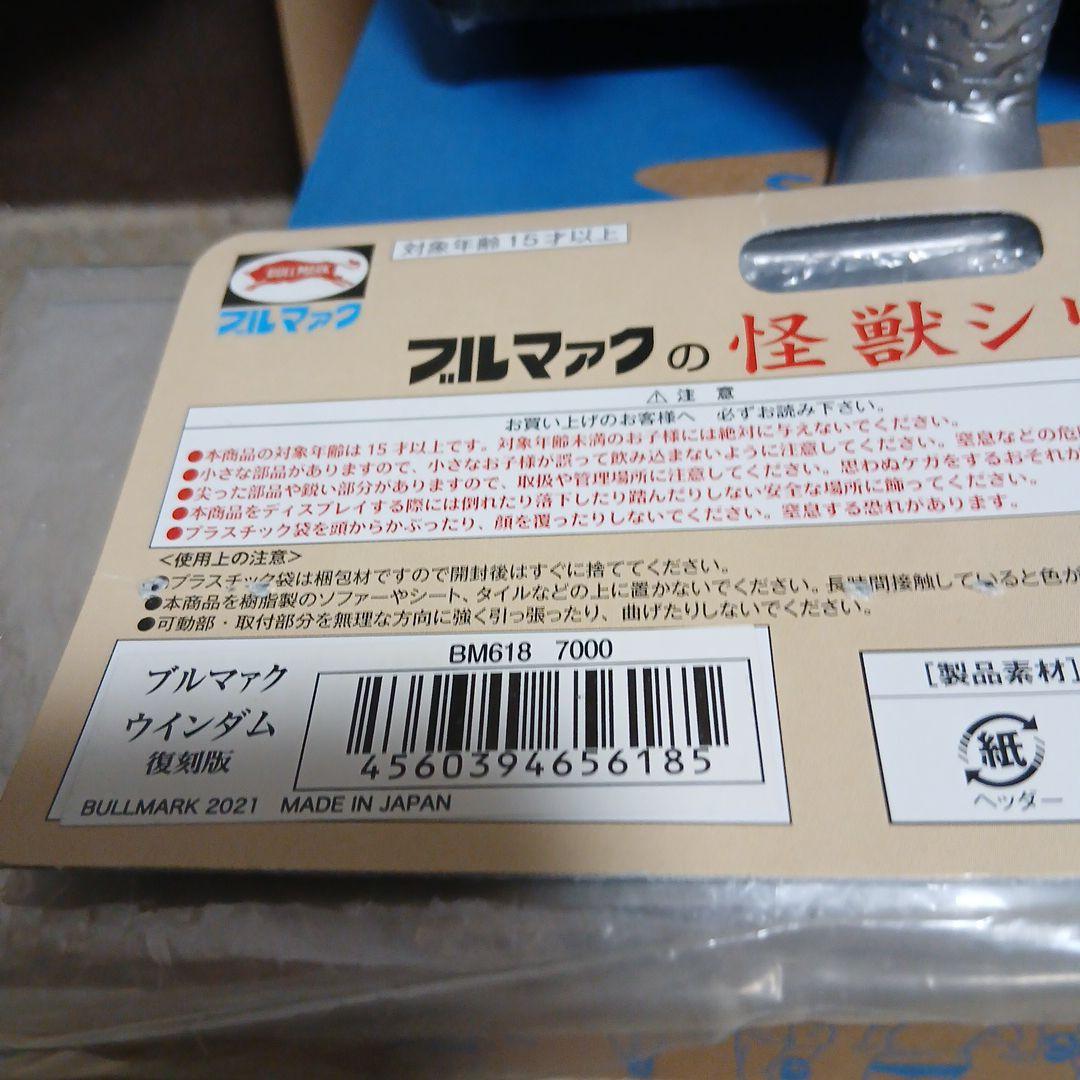 BULLMARK
ブルマァク
対象年齢15才以上
ブルマァクの 怪獣シリ
⚠ 注 意
お買い上げのお客様へ 必ずお読み下さい。
●本商品の対象年齢は15才以上です。対象年齢未満のお子様には絶対に与えないでください。
●小さな部品がありますので、小さなお子様が誤って飲み込まないように注意してください。窒息などの危
●尖った部品や鋭い部分がありますので、取扱や管理場所に注意してください。思わぬケガをするおそれが
●本商品をディスプレイする際には倒れたり落下したり踏んだりしない安全な場所に飾ってください。
●プラスチック袋を頭からかぶったり、顔を覆ったりしないでください。窒息する恐れがあります。
<使用上の注意>
●プラスチック袋は梱包材ですので開封後はすぐに捨ててください。
●本商品を樹脂製のソファーやシート、タイルなどの上に置かないでください。長時間接触していると色が
●可動部・取付部分を無理な方向に強く引っ張ったり、曲げたりしないでください。
BM618 7000
ブルマァク
ウインダム
復刻版
4560394656185
BULLMARK 2021 MADE IN JAPAN
[製品素材]
紙
ヘッダー